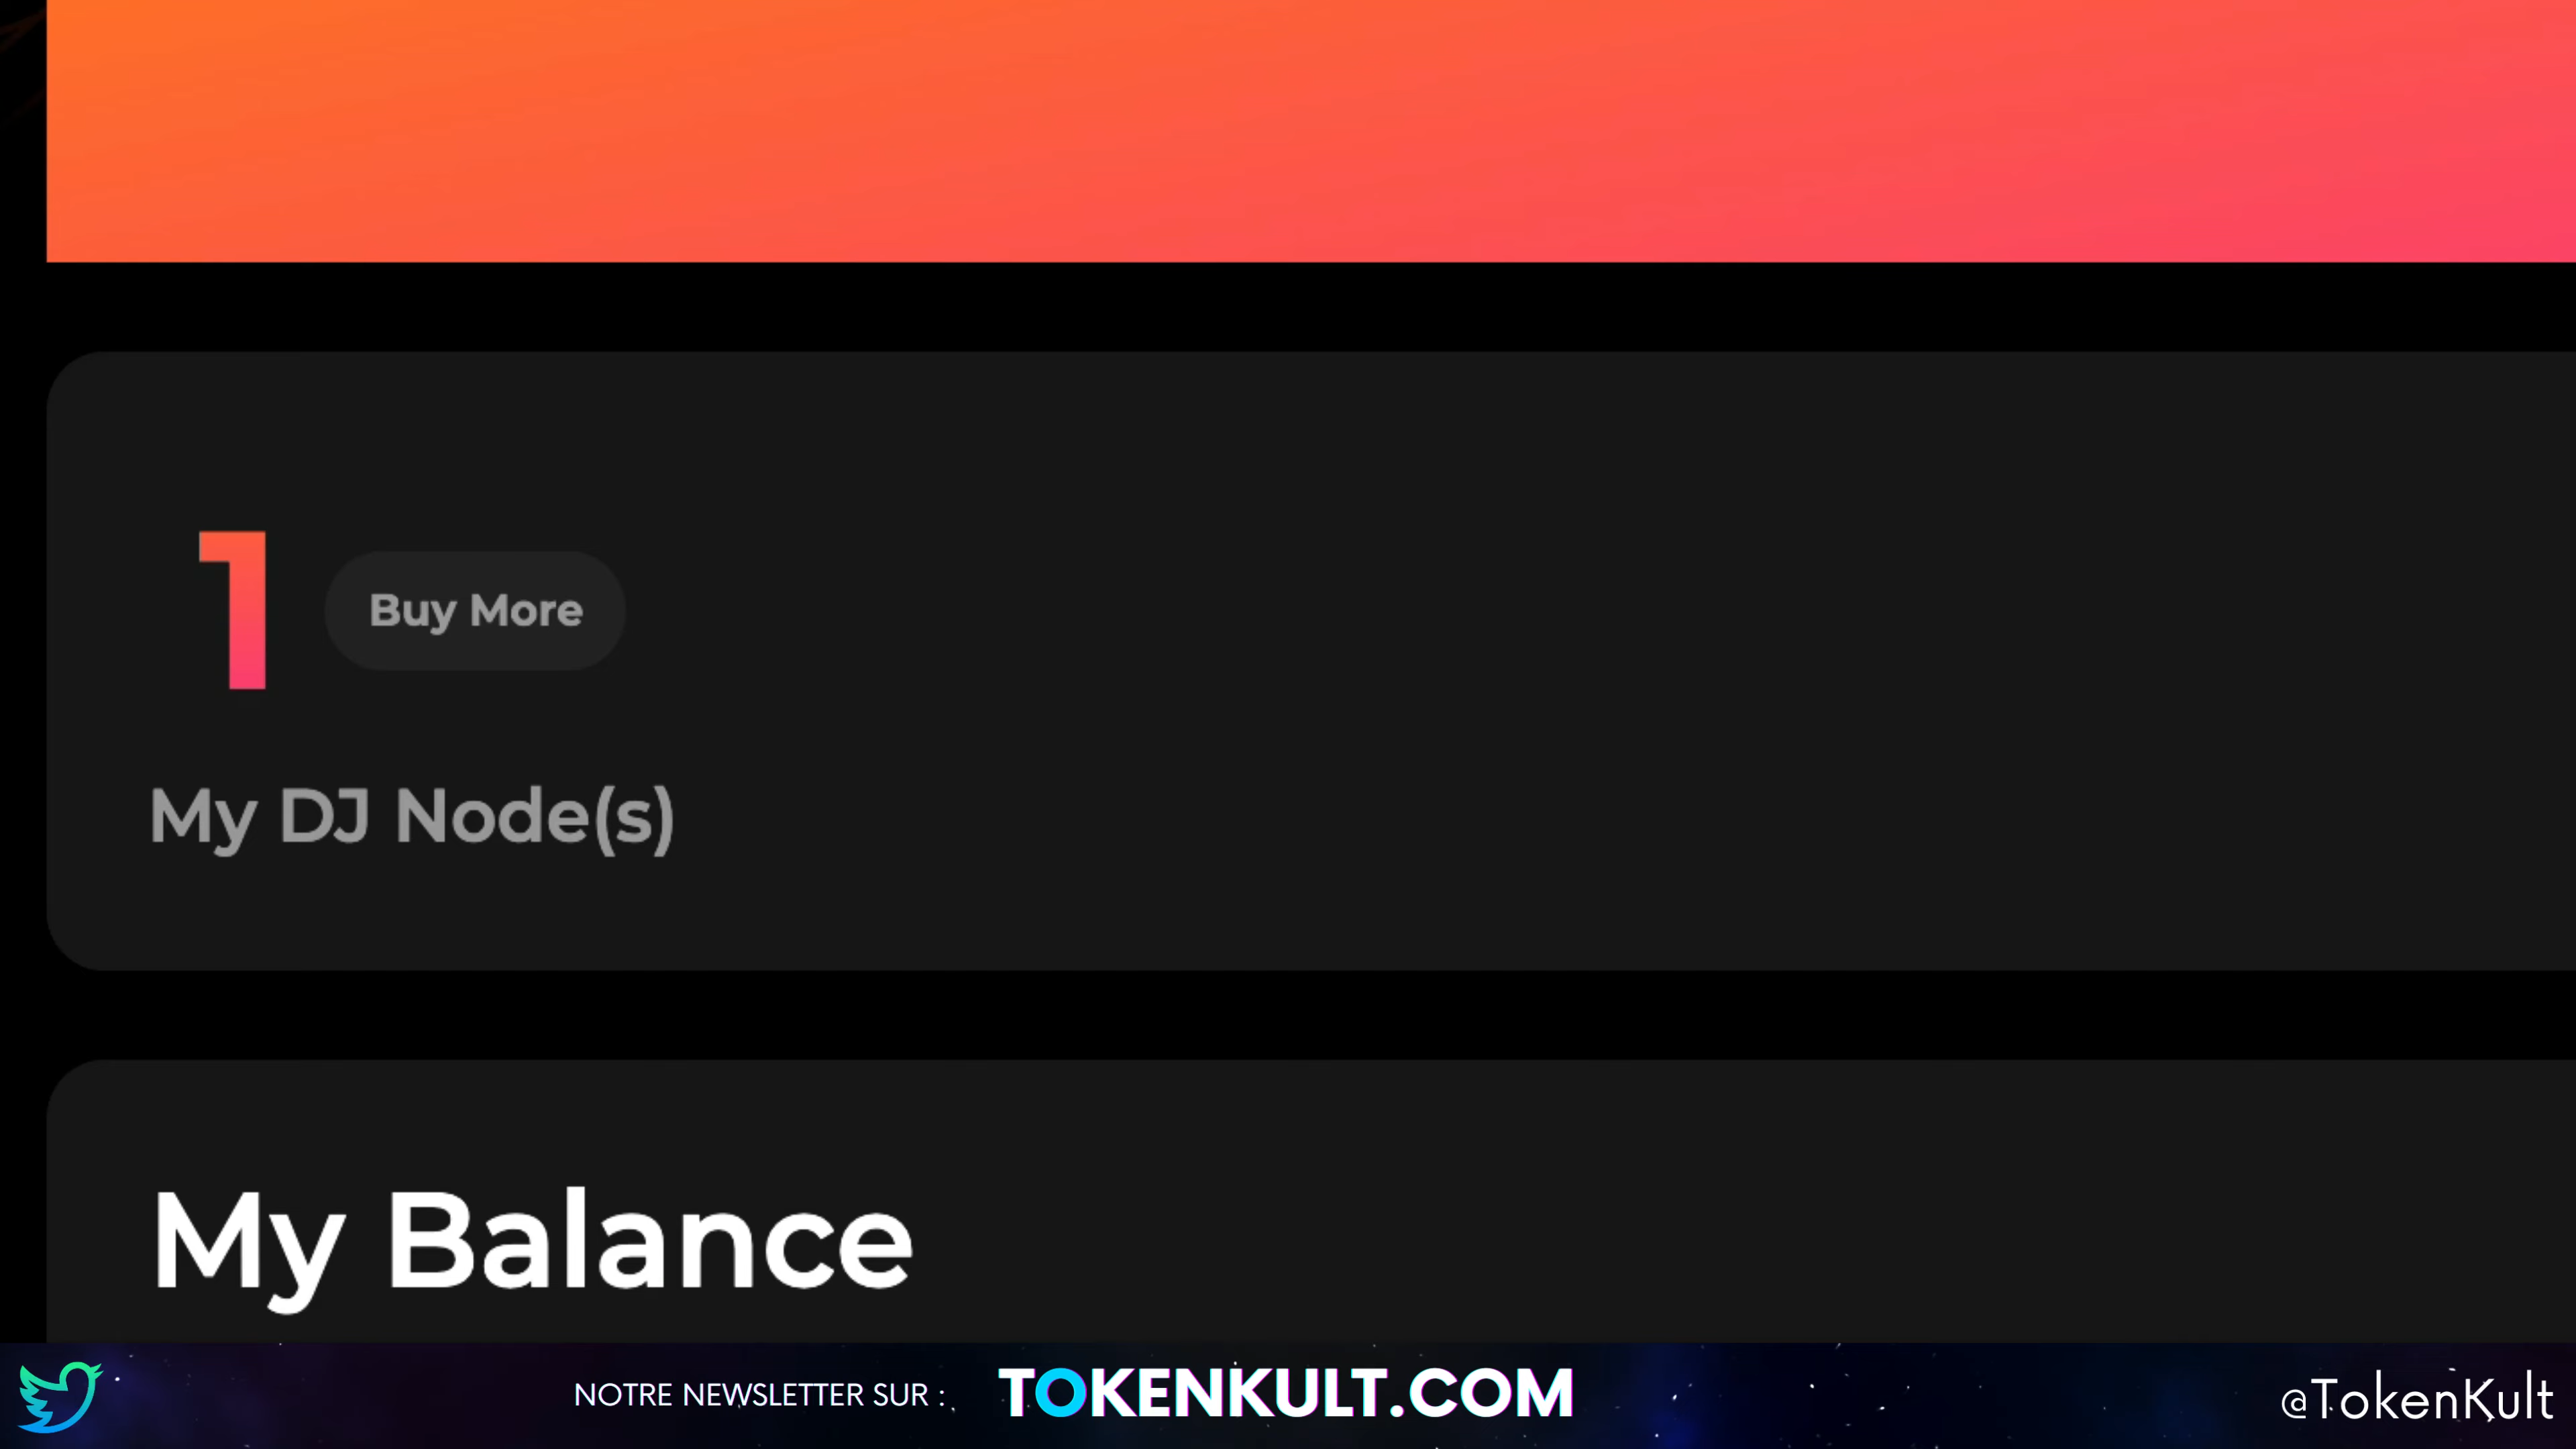 1
Buy More
My DJ Node(s)
My Balance
NOTRE NEWSLETTER SUR :
TOKENKULT.COM
@TokenKult